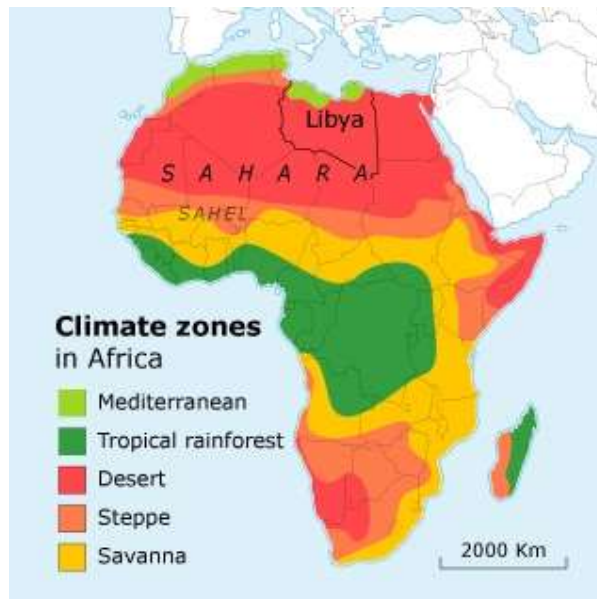 Libya
S A H A R A
SAHEL
Climate zones
in Africa
Mediterranean
Tropical rainforest
Desert
Steppe
Savanna
2000 Km